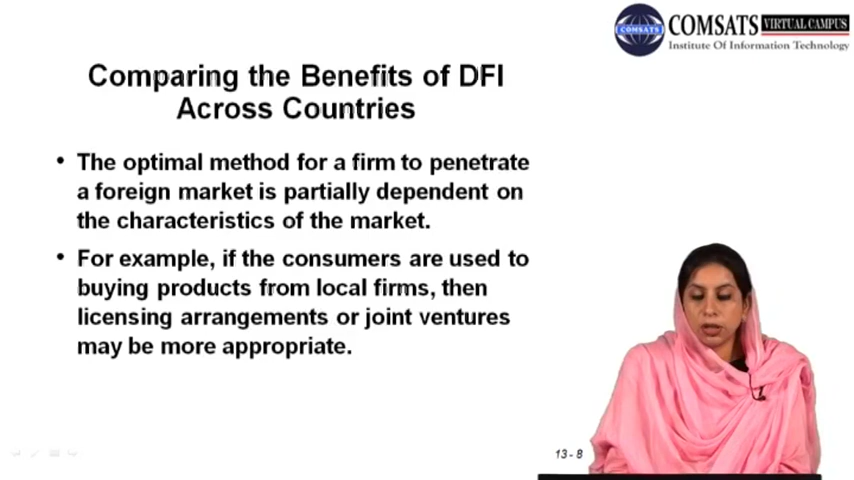 COMSATS
COMSATS VIRTUAL CAMPUS
Institute Of Information Technology
Comparing the Benefits of DFI
Across Countries
• The optimal method for a firm to penetrate
a foreign market is partially dependent on
the characteristics of the market.
• For example, if the consumers are used to
buying products from local firms, then
licensing arrangements or joint ventures
may be more appropriate.
13 - 8